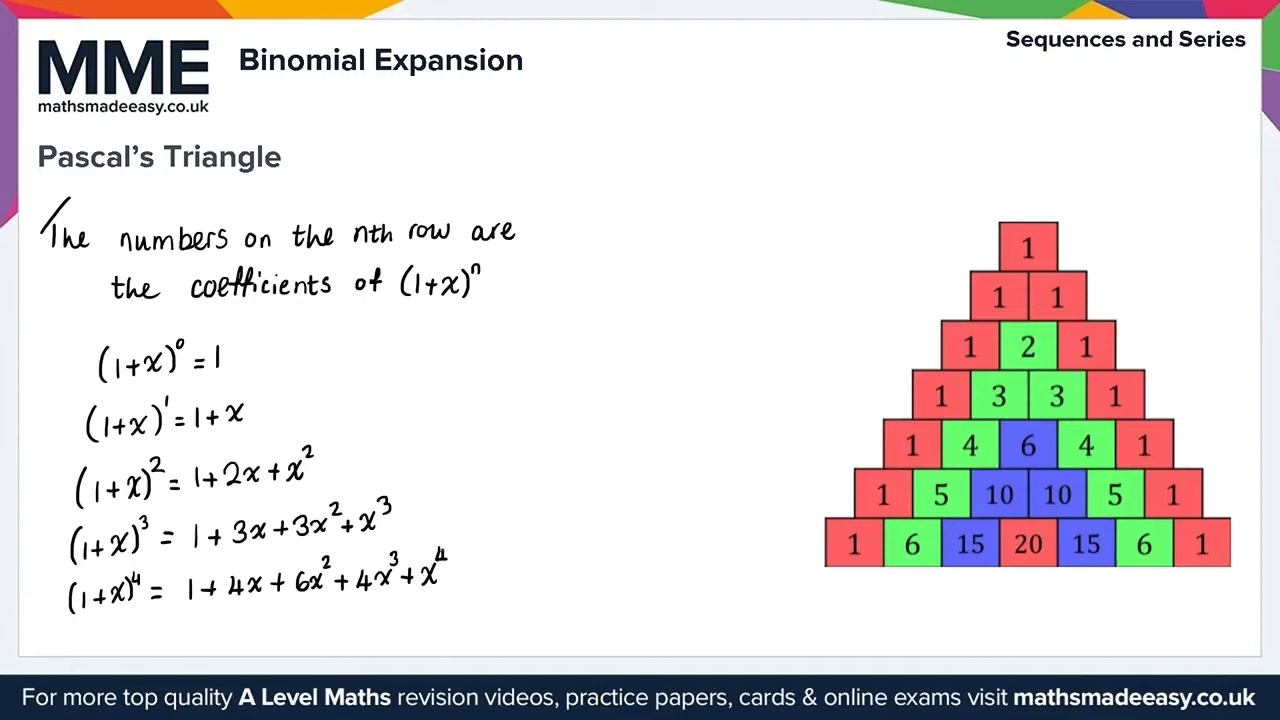 MME
mathsmadeeasy.co.uk
Binomial Expansion
Sequences and Series
Pascal's Triangle
The numbers on the nth row are
the coefficients of (1+x)ⁿ
(1+x)⁰ = 1
(1+x)¹ = 1+x
(1+x)² = 1+2x+x²
(1+x)³ = 1+3x+3x²+x³
(1+x)⁴ = 1+4x+6x²+4x³+x⁴
1
1 1
1 2 1
1 3 3 1
1 4 6 4 1
1 5 10 10 5 1
1 6 15 20 15 6 1
For more top quality A Level Maths revision videos, practice papers, cards & online exams visit mathsmadeeasy.co.uk